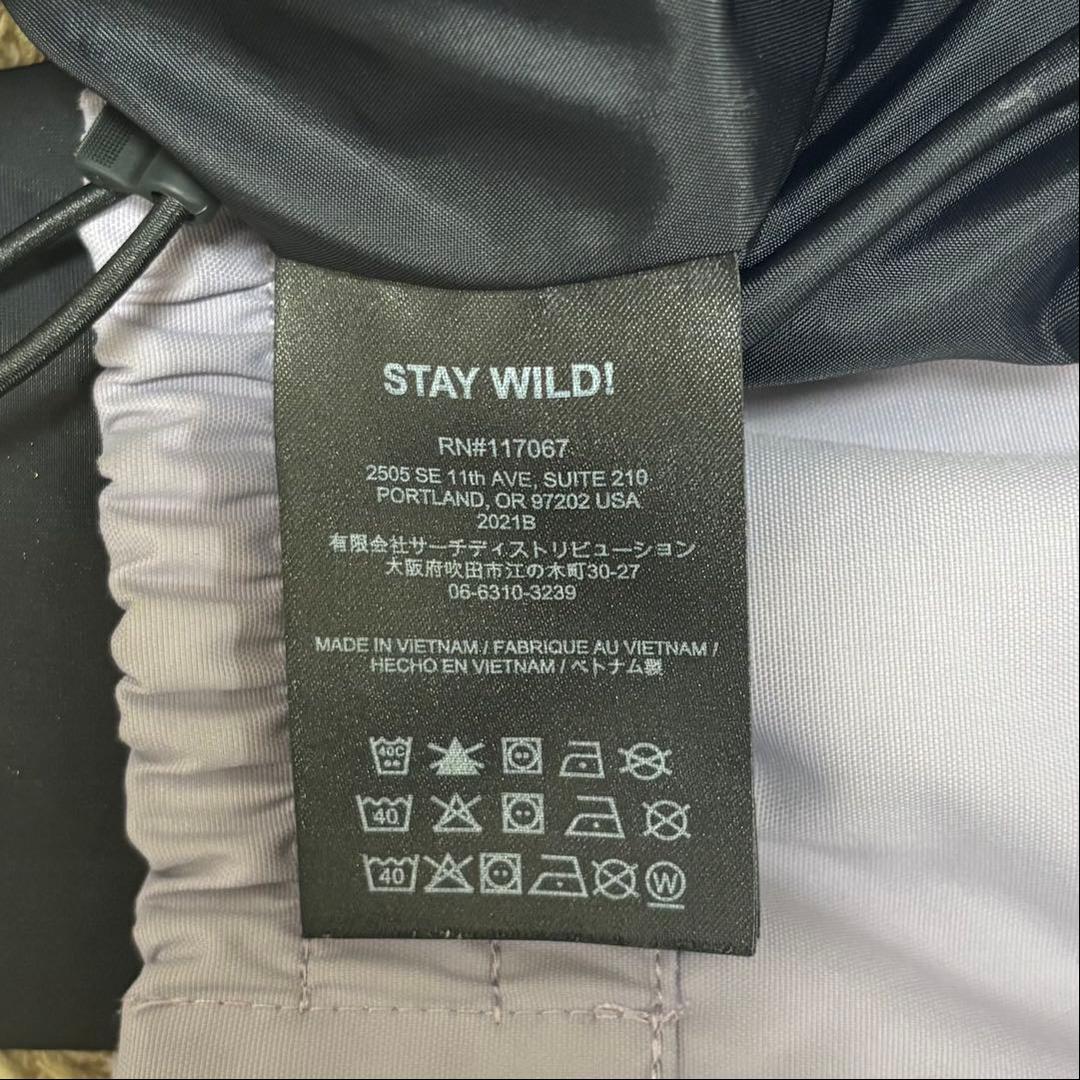 STAY WILD!
RN#117067
2505 SE 11th AVE, SUITE 210
PORTLAND, OR 97202 USA
2021B
有限会社サーチディストリビューション
大阪府吹田市江の木町30-27
06-6310-3239
MADE IN VIETNAM / FABRIQUE AU VIETNAM /
HECHO EN VIETNAM / ベトナム製
40C
40
40 W